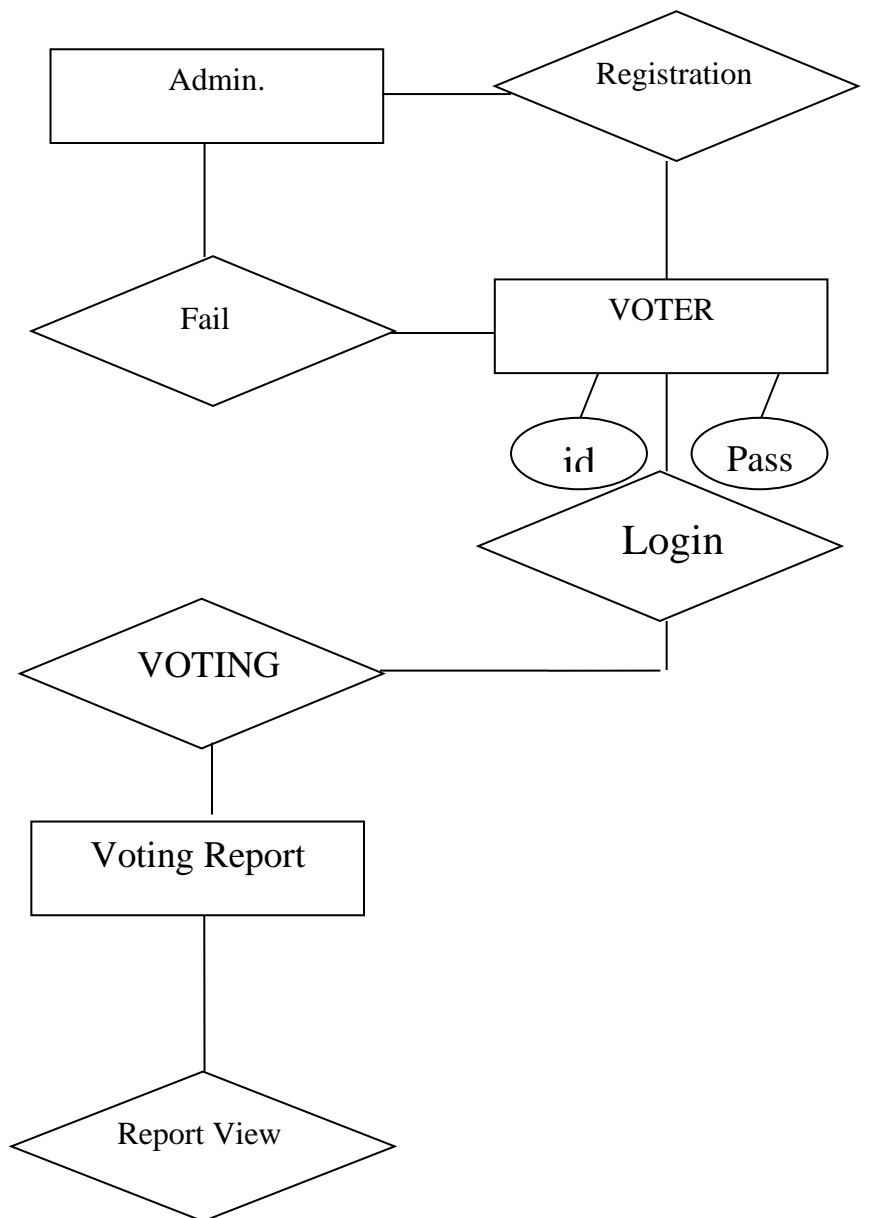 Admin.
Registration
Fail
VOTER
id
Pass
Login
VOTING
Voting Report
Report View